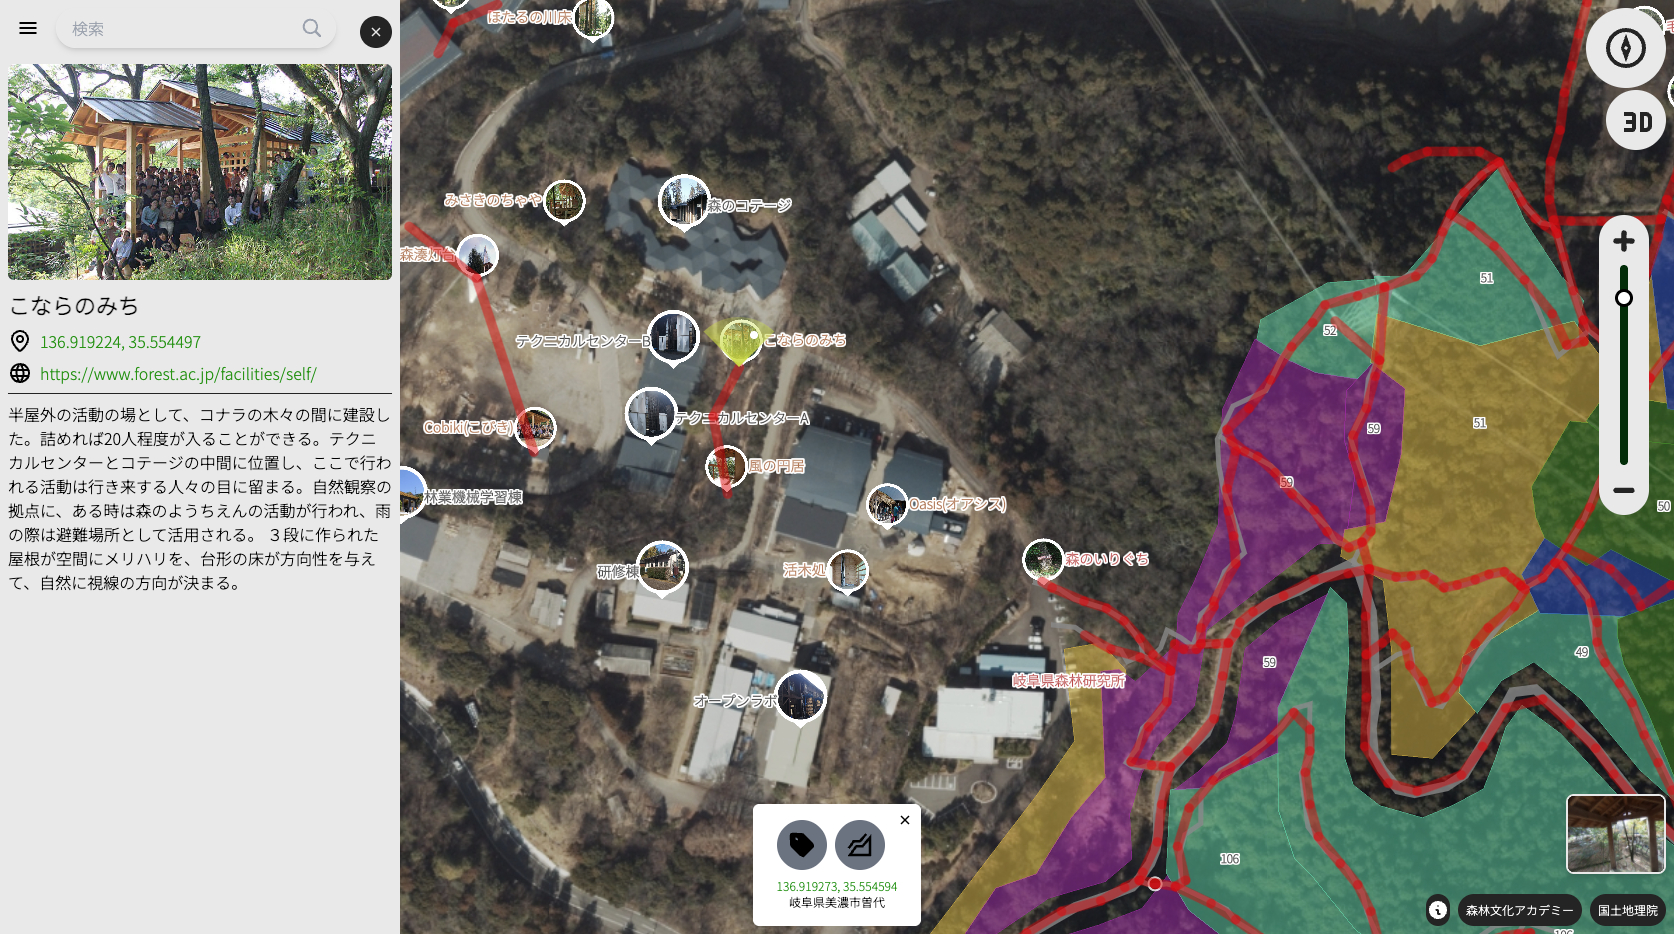 検索
こならのみち
136.919224, 35.554497
https://www.forest.ac.jp/facilities/self/
半屋外の活動の場として、コナラの木々の間に建設し
た。詰めれば20人程度が入ることができる。テクニ
カルセンターとコテージの中間に位置し、ここで行わ
れる活動は行き来する人々の目に留まる。自然観察の
拠点に、ある時は森のようちえんの活動が行われ、雨
の際は避難場所として活用される。 ３段に作られた
屋根が空間にメリハリを、台形の床が方向性を与え
て、自然に視線の方向が決まる。
ほたるの川床
みさきのちゃや
森のコテージ
森湊灯台
テクニカルセンターB
こならのみち
テクニカルセンターA
Cobiki(こびき)
風の円居
林業機械学習棟
Oasis(オアシス)
研修棟
活木処
森のいりぐち
岐阜県森林研究所
オープンラボ
3D
51
52
51
59
59
50
59
49
106
106
136.919273, 35.554594
岐阜県美濃市曽代
森林文化アカデミー
国土地理院